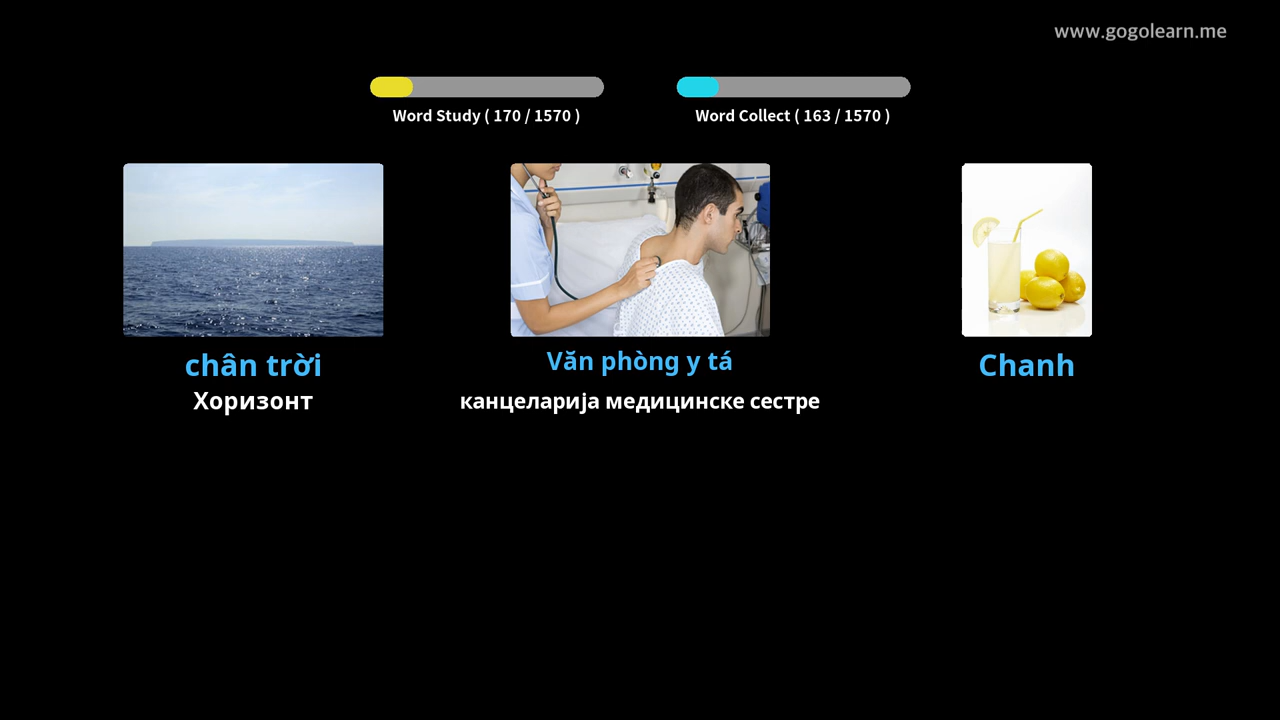 www.gogolearn.me
Word Study ( 170 / 1570 )
Word Collect ( 163 / 1570 )
chân trời
Хоризонт
Văn phòng y tá
канцеларија медицинске сестре
Chanh